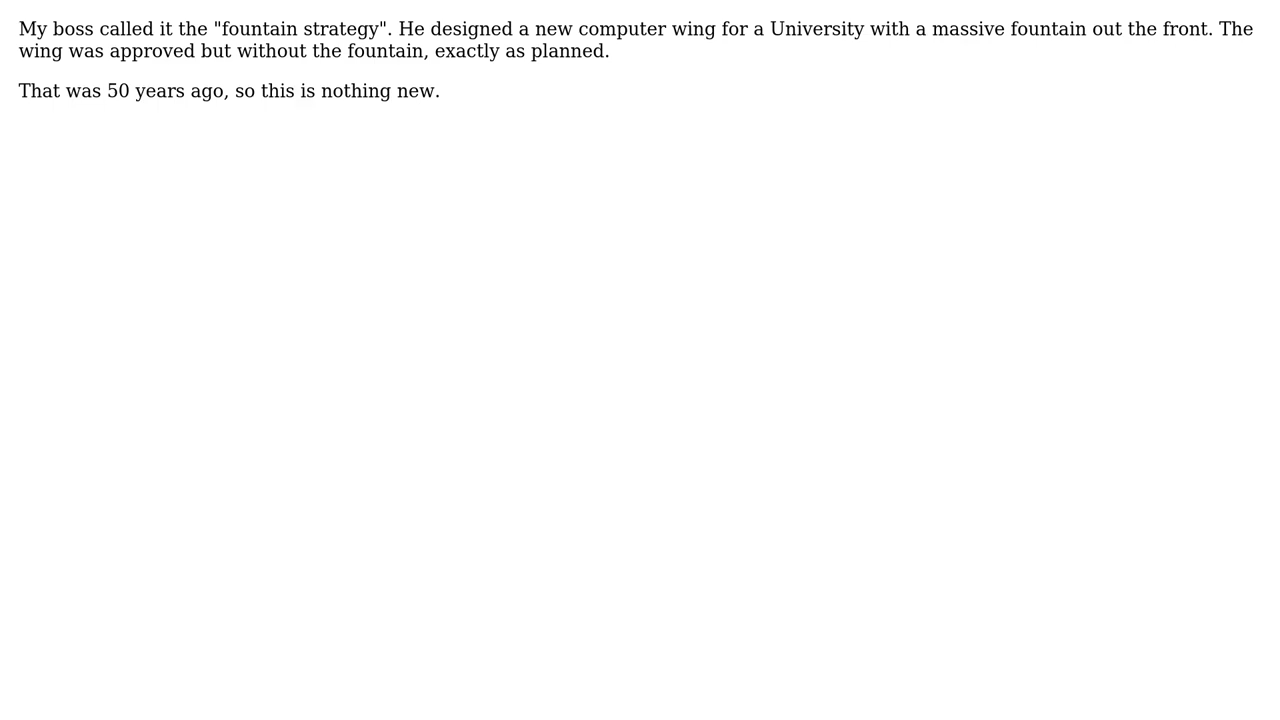 My boss called it the "fountain strategy". He designed a new computer wing for a University with a massive fountain out the front. The
wing was approved but without the fountain, exactly as planned.
That was 50 years ago, so this is nothing new.